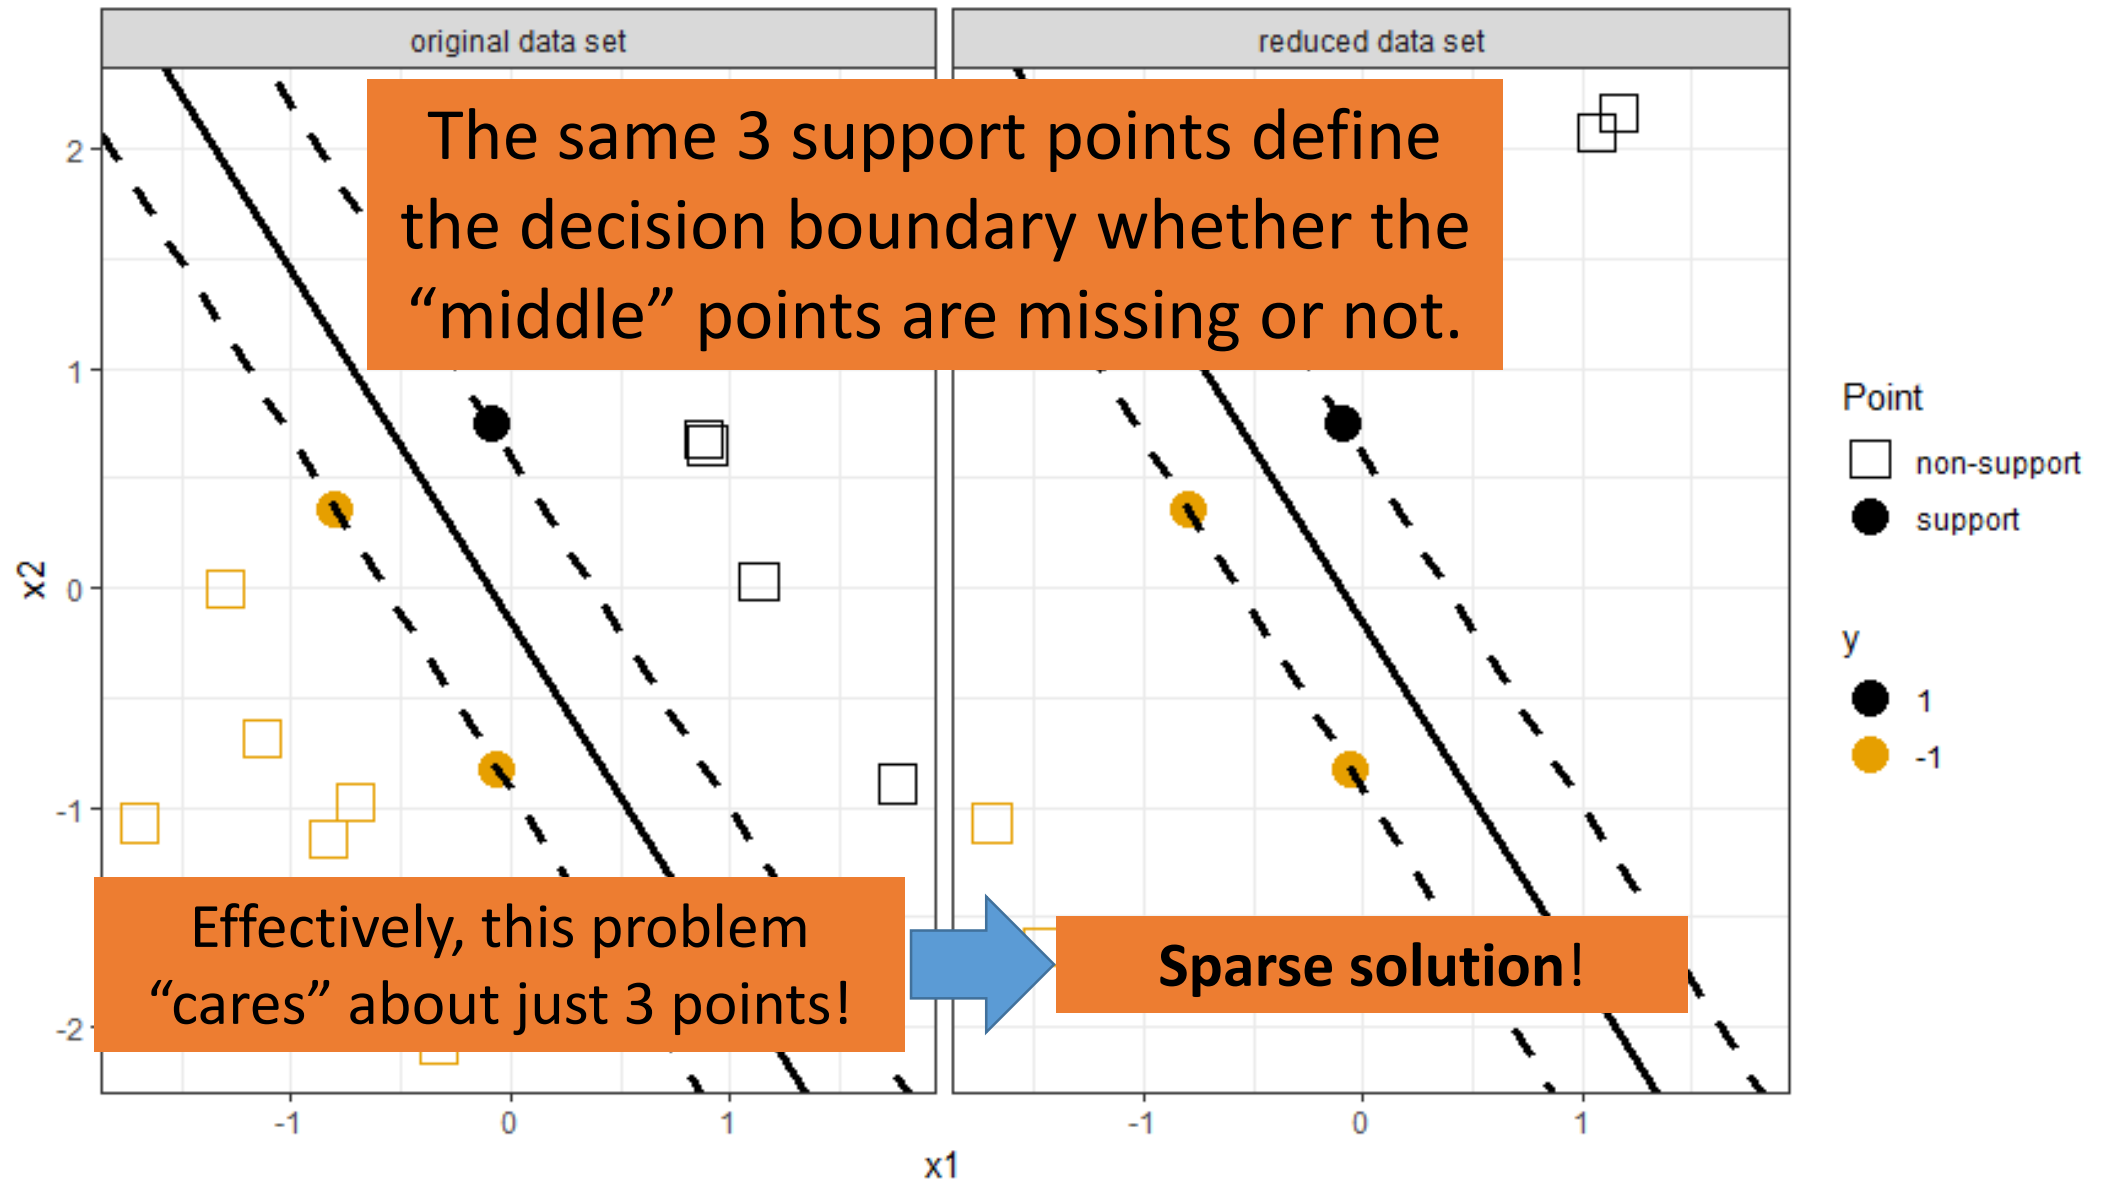 original data set
reduced data set
The same 3 support points define
the decision boundary whether the
“middle” points are missing or not.
2
1
0
-1
-2
x2
Point
non-support
support
y
1
-1
Effectively, this problem
“cares” about just 3 points!
Sparse solution!
-1
0
1
-1
0
1
x1